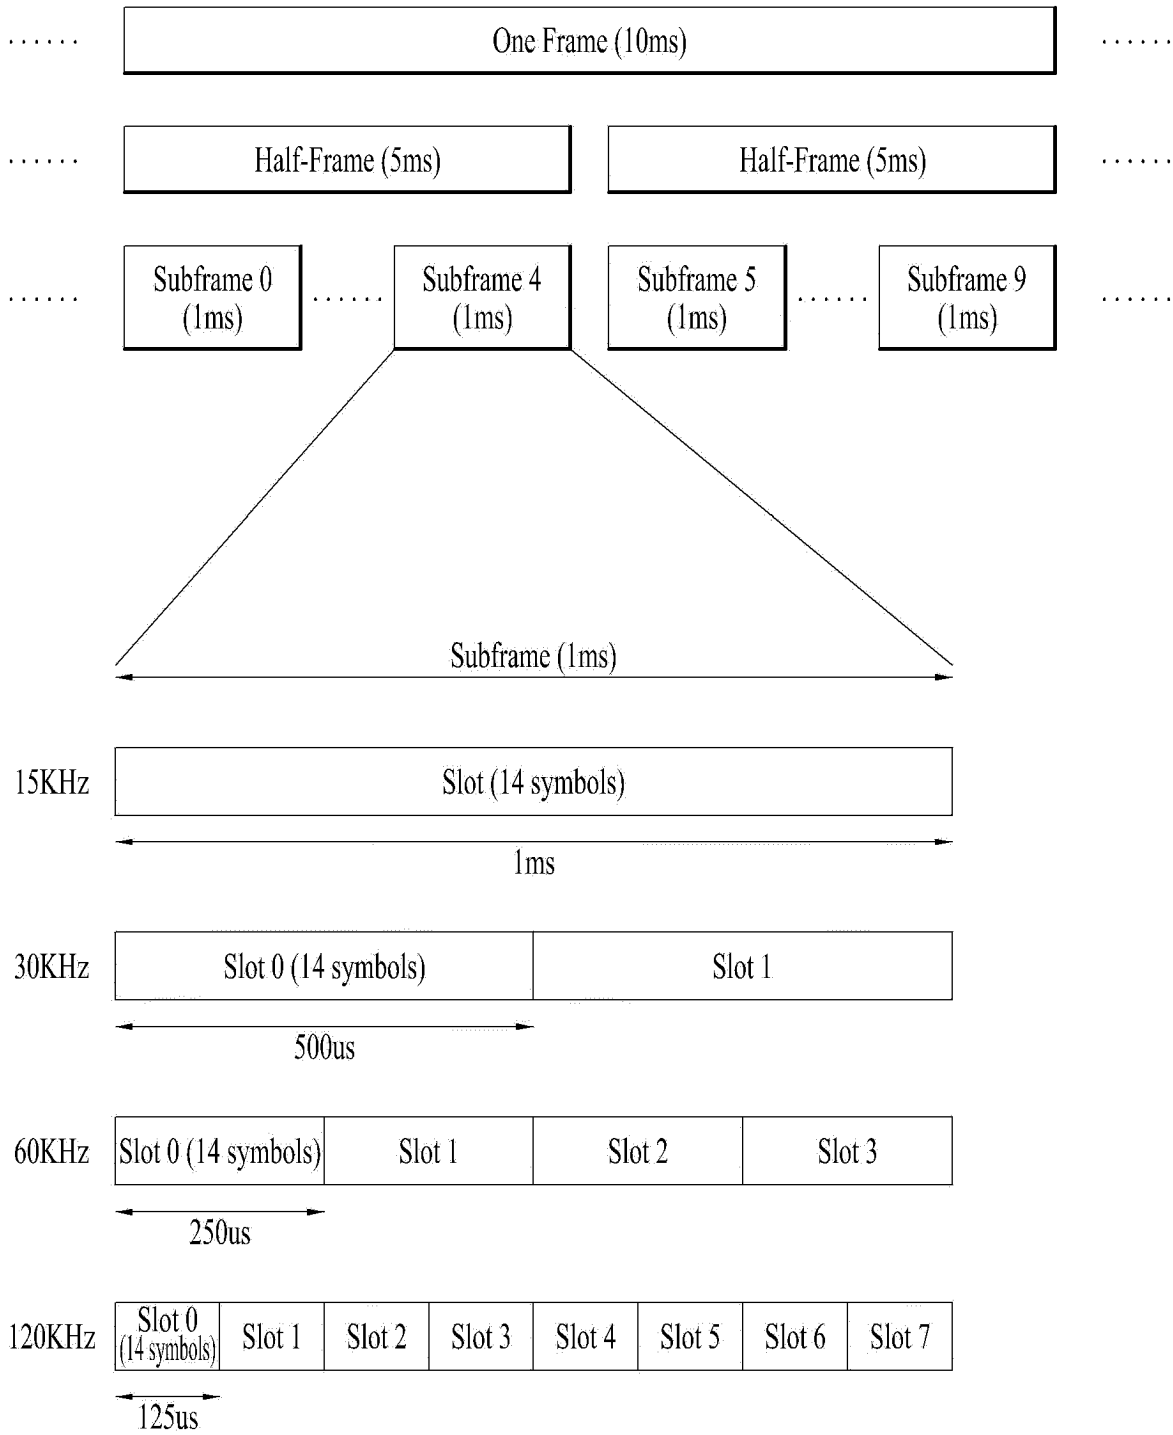 ...... One Frame (10ms) ......
...... Half-Frame (5ms) Half-Frame (5ms) ......
Subframe 0 Subframe 4 Subframe 5 Subframe 9
...... (1ms) ...... (1ms) (1ms) ...... (1ms) ......
Subframe (1ms)
15KHz Slot (14 symbols)
1ms
30KHz Slot 0 (14 symbols) Slot 1
500us
60KHz Slot 0 (14 symbols) Slot 1 Slot 2 Slot 3
250us
120KHz Slot 0 (14 symbols) Slot 1 Slot 2 Slot 3 Slot 4 Slot 5 Slot 6 Slot 7
125us